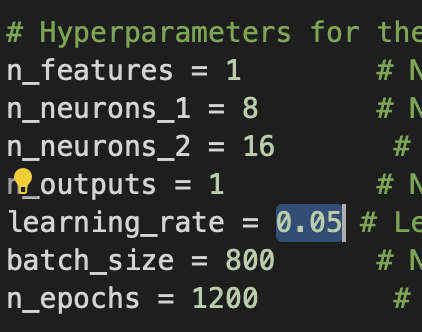 # Hyperparameters for the
n_features = 1 # N
n_neurons_1 = 8 # N
n_neurons_2 = 16 #
n_outputs = 1 # N
learning_rate = 0.05 # Le
batch_size = 800 # N
n_epochs = 1200 #